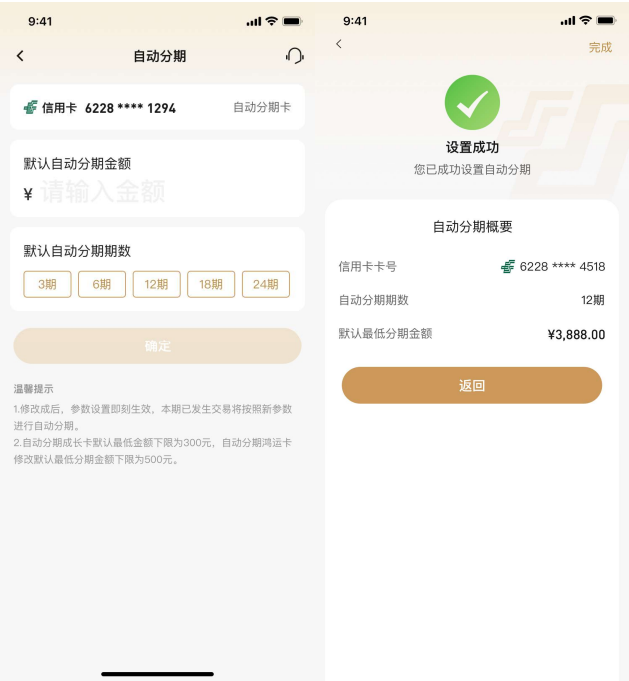 9:41
自动分期
信用卡 6228 **** 1294
自动分期卡
默认自动分期金额
¥ 请输入金额
默认自动分期期数
3期 6期 12期 18期 24期
确定
温馨提示
1.修改成后，参数设置即刻生效，本期已发生交易将按照新参数
进行自动分期。
2.自动分期成长卡默认最低金额下限为300元，自动分期鸿运卡
修改默认最低分期金额下限为500元。
9:41
完成
设置成功
您已成功设置自动分期
自动分期概要
信用卡卡号 6228 **** 4518
自动分期期数 12期
默认最低分期金额 ¥3,888.00
返回